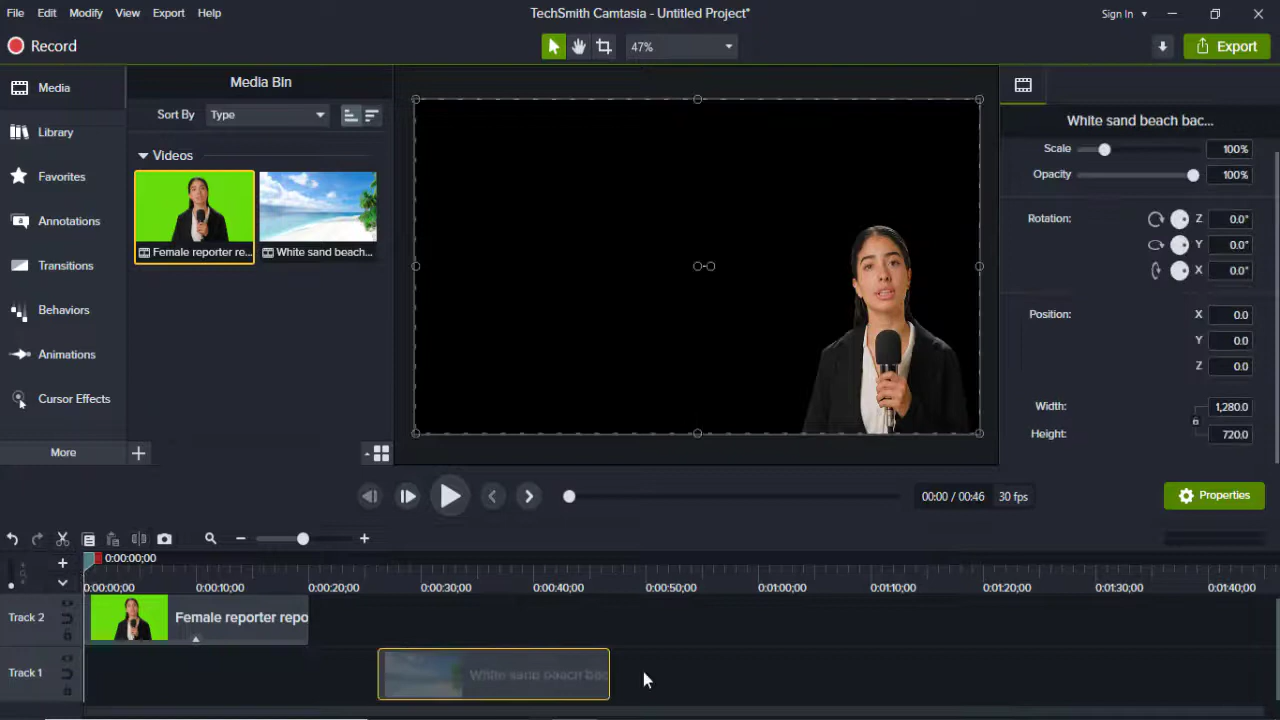 File Edit Modify View Export Help
TechSmith Camtasia - Untitled Project*
Sign In
Record
47%
Export
Media
Library
Favorites
Annotations
Transitions
Behaviors
Animations
Cursor Effects
More
Media Bin
Sort By Type
Videos
Female reporter re...
White sand beach...
White sand beach bac...
Scale 100%
Opacity 100%
Rotation: Z 0.0°
Y 0.0°
X 0.0°
Position: X 0.0
Y 0.0
Z 0.0
Width: 1,280.0
Height: 720.0
00:00 / 00:46 30 fps
Properties
0:00:00;00
0:00:00;00 0:00:10;00 0:00:20;00 0:00:30;00 0:00:40;00 0:00:50;00 0:01:00;00 0:01:10;00 0:01:20;00 0:01:30;00 0:01:40;00
Track 2
Female reporter repo
Track 1
White sand beach bac